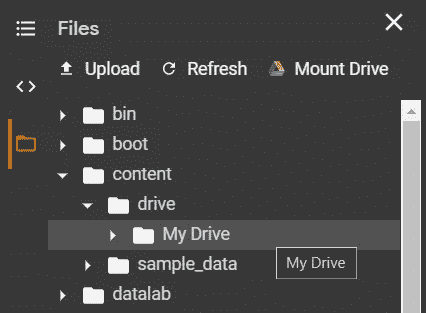 Files
Upload Refresh Mount Drive
bin
boot
content
drive
My Drive
sample_data
My Drive
datalab